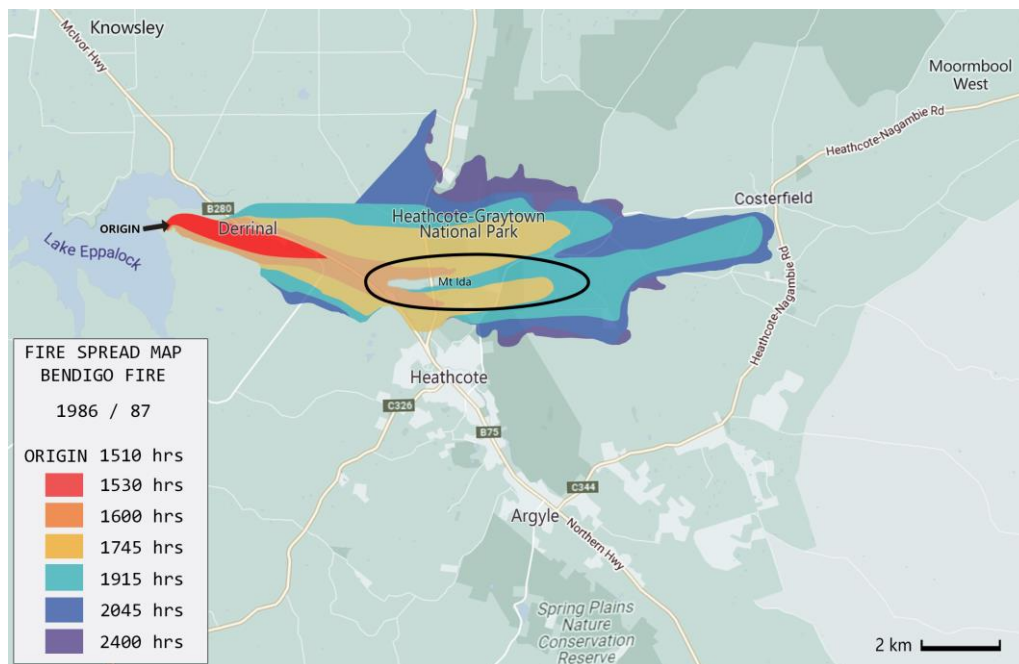 Knowsley
McIvor Hwy
Moormbool
West
Heathcote-Nagambie Rd
Costerfield
B280
ORIGIN
Derrinal
Heathcote-Graytown
National Park
Lake Eppalock
Mt Ida
Heathcote-Nagambie Rd
FIRE SPREAD MAP
BENDIGO FIRE
1986 / 87
ORIGIN 1510 hrs
1530 hrs
1600 hrs
1745 hrs
1915 hrs
2045 hrs
2400 hrs
Heathcote
C326
B75
C344
Argyle
Northern Hwy
Spring Plains
Nature
Conservation
Reserve
2 km